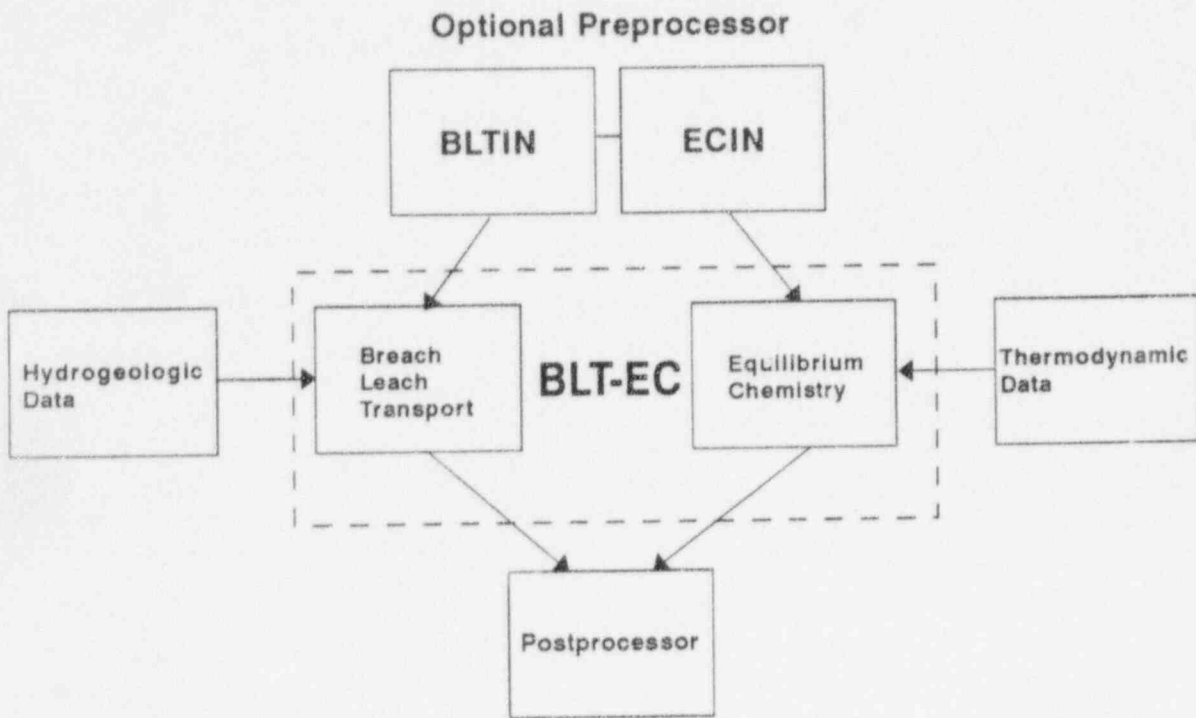 Optional Preprocessor
BLTIN
ECIN
Hydrogeologic
Data
Breach
Leach
Transport
BLT-EC
Equilibrium
Chemistry
Thermodynamic
Data
Postprocessor